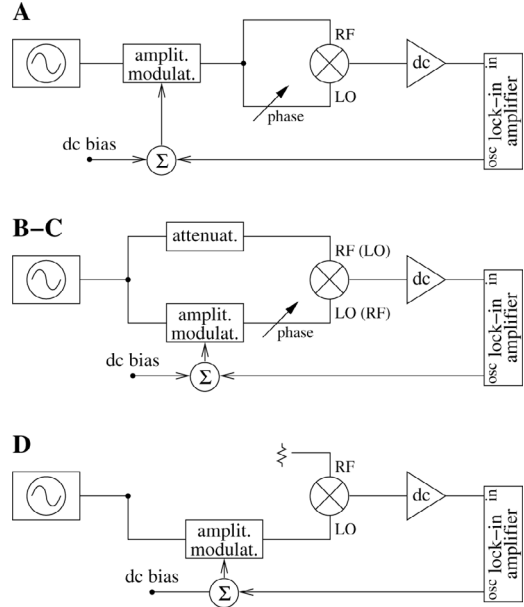 A
amplit.
modulat.
RF
LO
phase
dc
in
lock-in
amplifier
osc
dc bias
Σ
B-C
attenuat.
RF (LO)
amplit.
modulat.
LO (RF)
phase
dc
in
lock-in
amplifier
osc
dc bias
Σ
D
RF
LO
amplit.
modulat.
dc
in
lock-in
amplifier
osc
dc bias
Σ